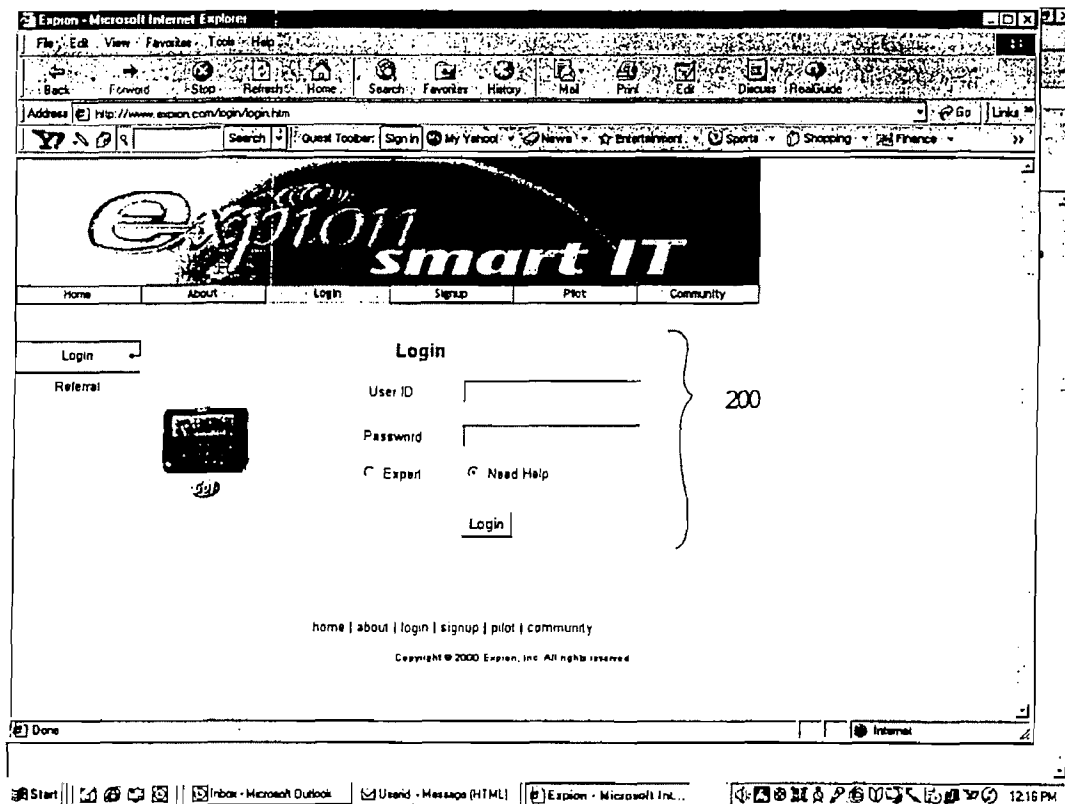 Expion - Microsoft Internet Explorer
File Edit View Favorites Tools Help
Back Forward Stop Refresh Home Search Favorites History Mail Print Edit Discuss RealGuide
Address http://www.expion.com/login/login.htm Go Links »
Y? Search Guest Toolbar: Sign In My Yahoo! News Entertainment Sports Shopping Finance »
expion
smart IT
Home About Login Signup Pilot Community
Login
Referral
Login
User ID
Password
Expert Need Help
Login
Go!
200
home | about | login | signup | pilot | community
Copyright © 2000 Expion, Inc. All rights reserved
Done Internet
Start Inbox - Microsoft Outlook Userid - Message (HTML) Expion - Microsoft Int... 12:16 PM